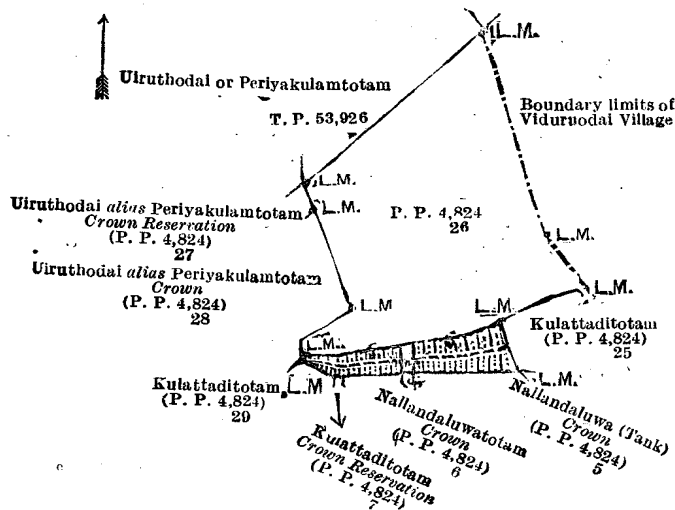 L.M.
Uiruthodai or Periyakulamtotam
T. P. 53,926
Boundary limits of
Viduruodai Village
L.M.
L.M.
Uiruthodai alias Periyakulamtotam
Crown Reservation
(P. P. 4,824)
27
P. P. 4,824
26
L.M.
Uiruthodai alias Periyakulamtotam
Crown
(P. P. 4,824)
28
L.M.
L.M
L.M.
Kulattaditotam
(P. P. 4,824)
25
L.M.
Kulattaditotam
(P. P. 4,824)
29
L.M
L.M.
Nallandaluwa (Tank)
Crown
(P. P. 4,824)
5
Nallandaluwatotam
Crown
(P. P. 4,824)
6
Kulattaditotam
Crown Reservation
(P. P. 4,824)
7